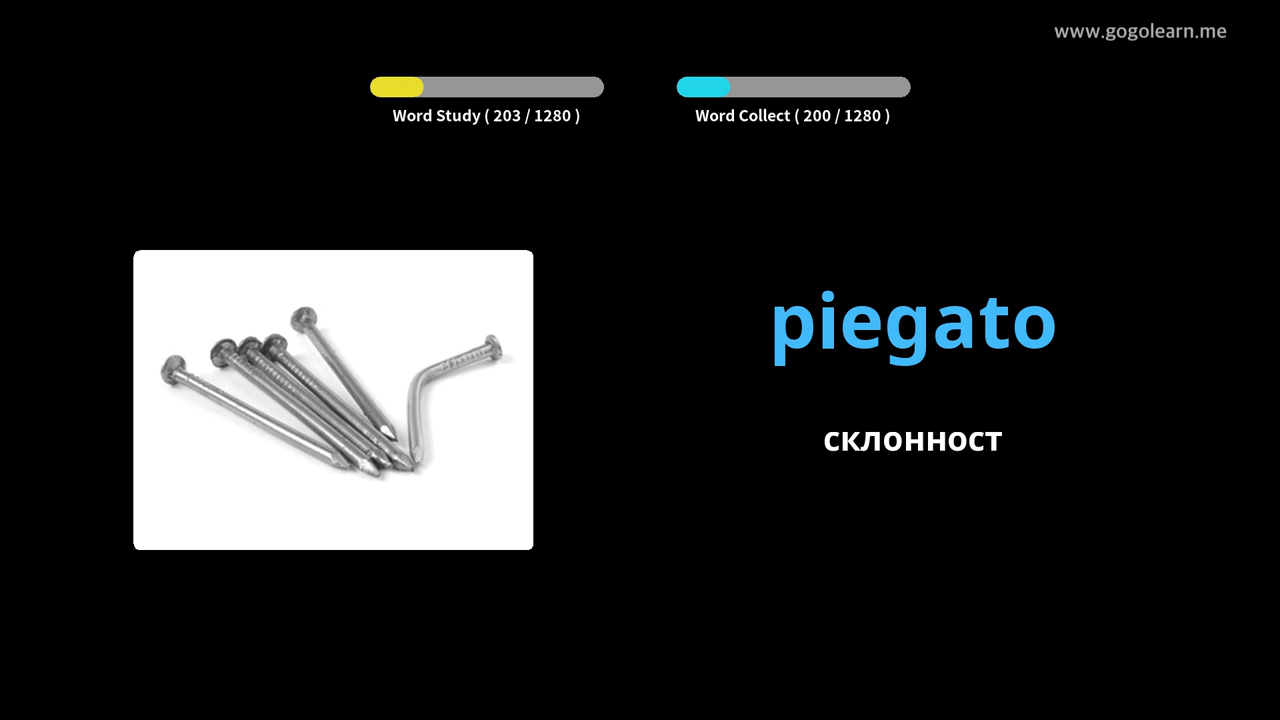 www.gogolearn.me
Word Study ( 203 / 1280 )
Word Collect ( 200 / 1280 )
piegato
склонност